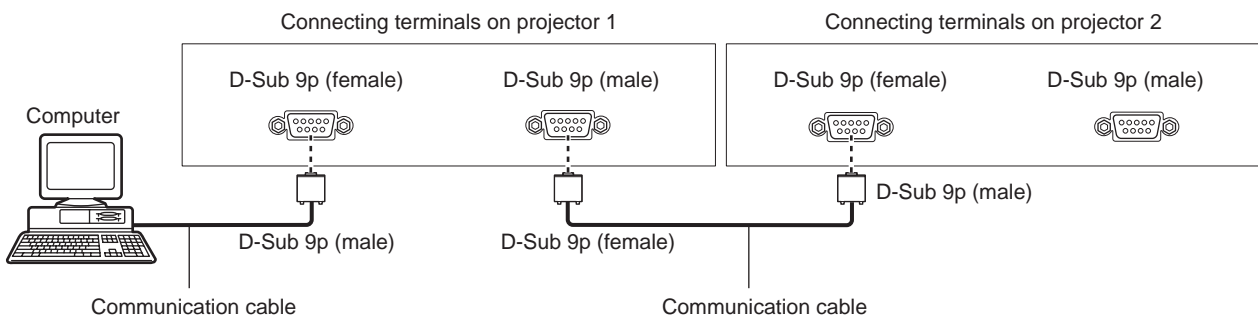 Connecting terminals on projector 1
Connecting terminals on projector 2
D-Sub 9p (female)
D-Sub 9p (male)
D-Sub 9p (female)
D-Sub 9p (male)
Computer
D-Sub 9p (male)
D-Sub 9p (male)
D-Sub 9p (female)
Communication cable
Communication cable